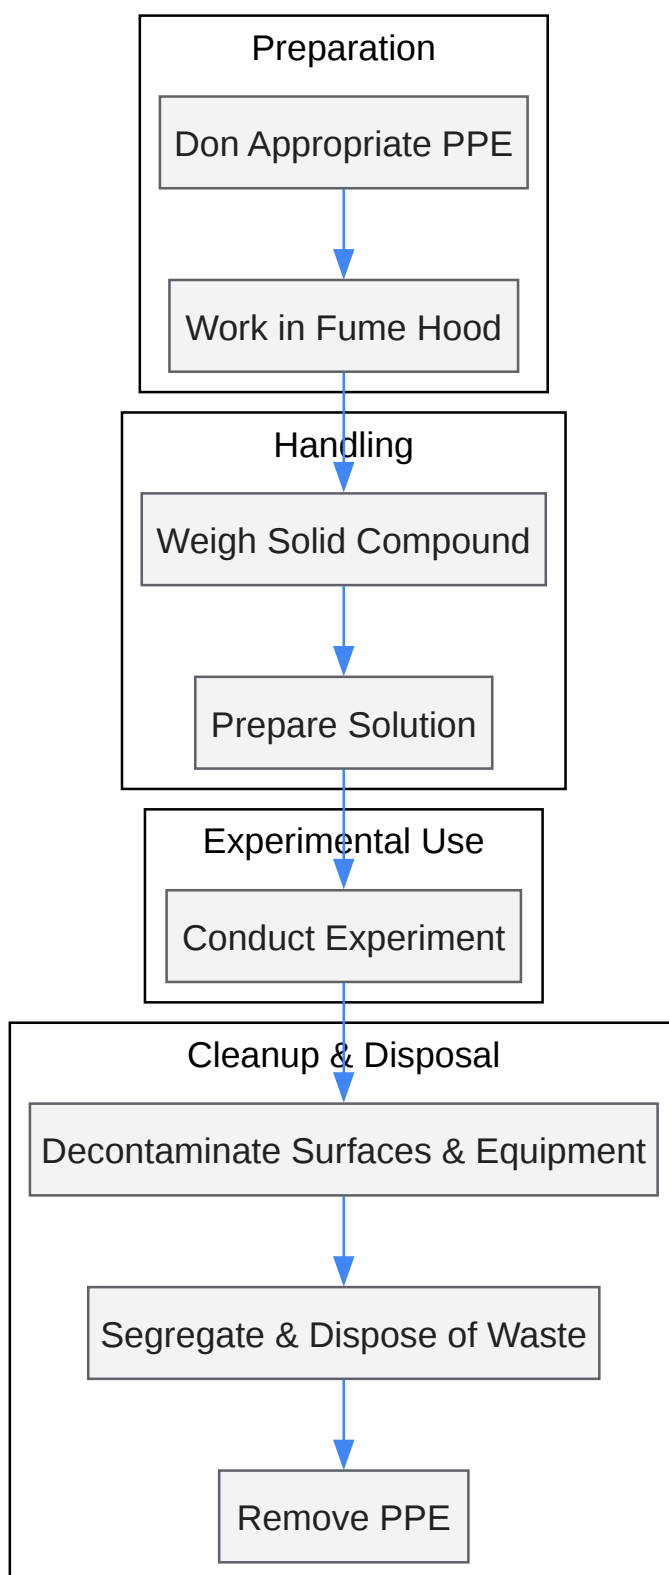 Preparation
Don Appropriate PPE
Work in Fume Hood
Handling
Weigh Solid Compound
Prepare Solution
Experimental Use
Conduct Experiment
Cleanup & Disposal
Decontaminate Surfaces & Equipment
Segregate & Dispose of Waste
Remove PPE